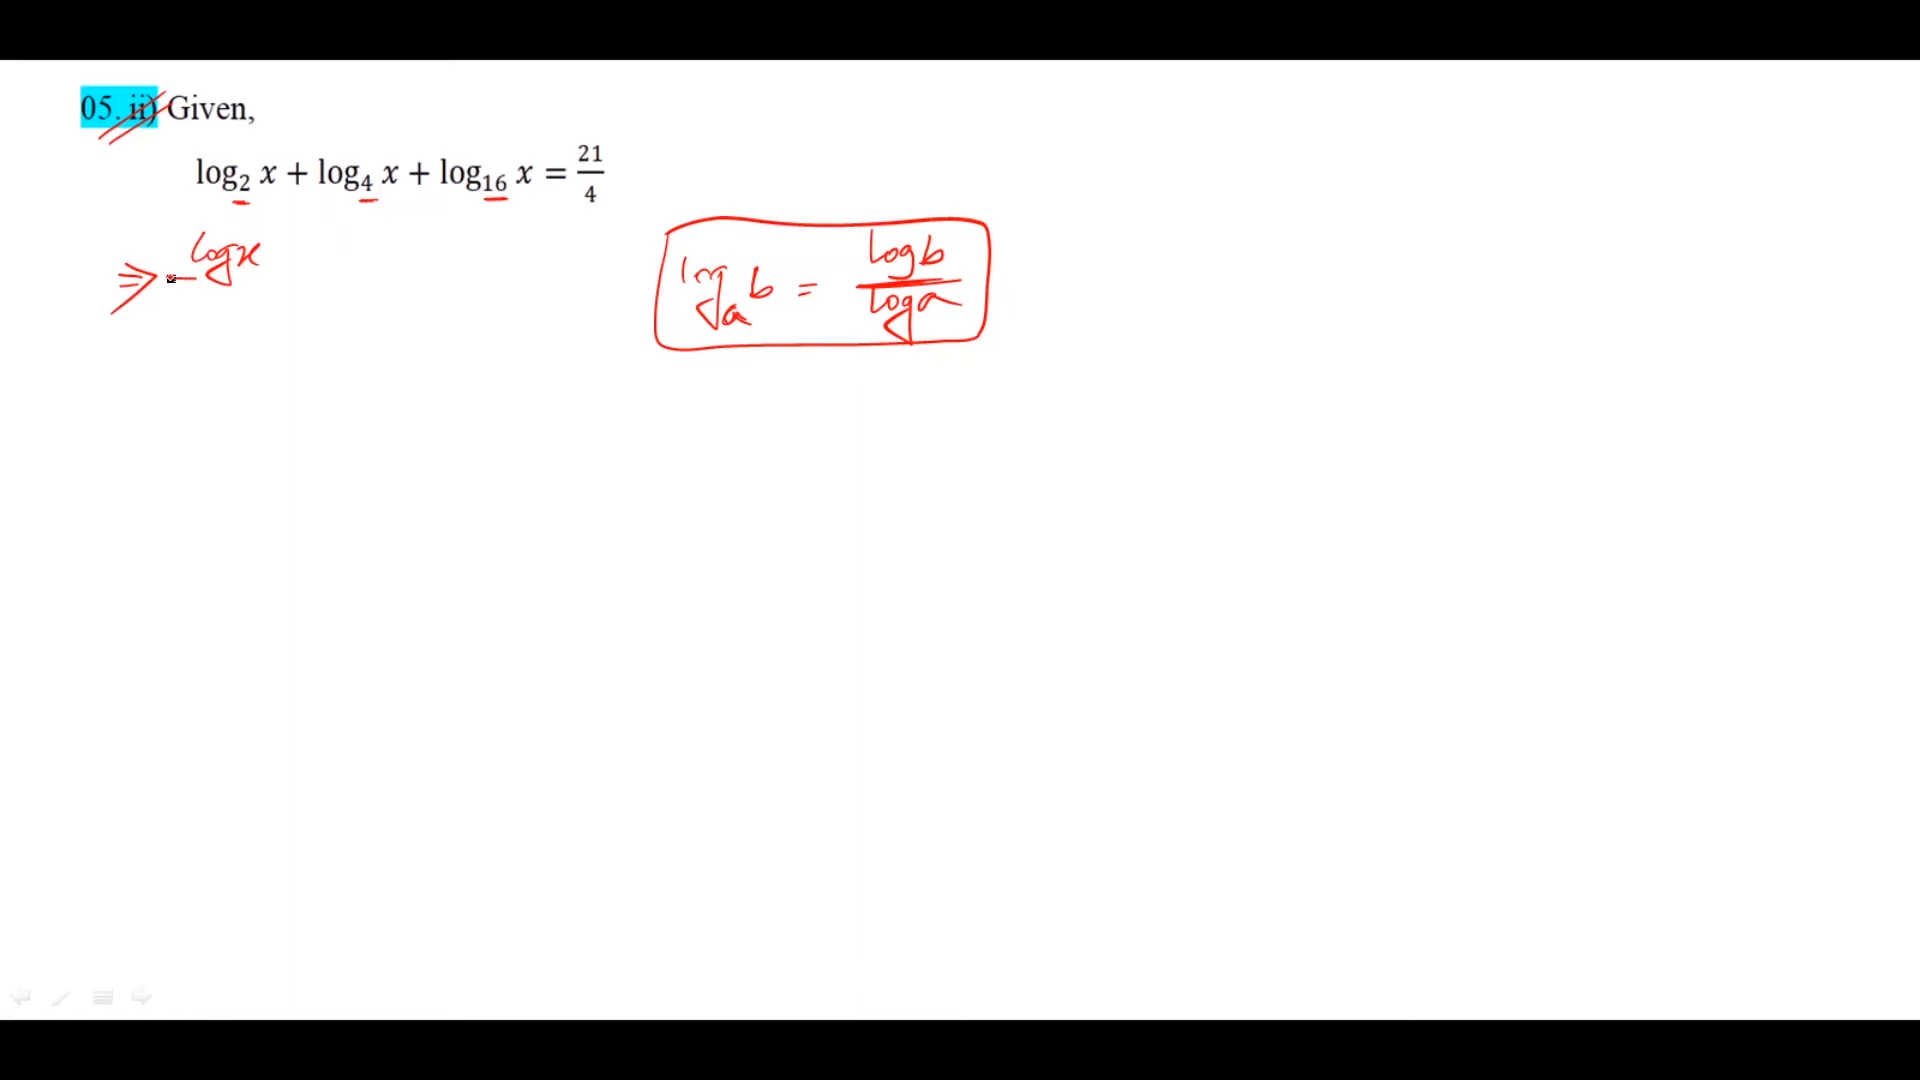 05. ii) Given,
log₂ x + log₄ x + log₁₆ x = 21/4
⇒ log x
logₐ b = log b / log a